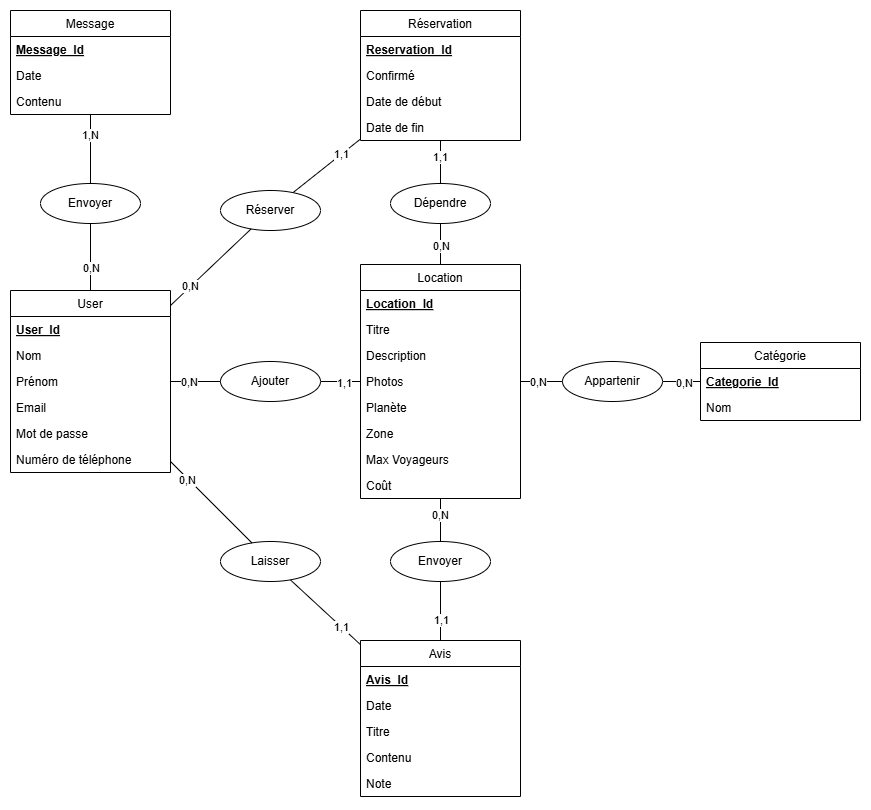 Message
Message_Id
Date
Contenu
1,N
Envoyer
0,N
Réservation
Reservation_Id
Confirmé
Date de début
Date de fin
1,1
Réserver
0,N
1,1
Dépendre
0,N
User
User_Id
Nom
Prénom
Email
Mot de passe
Numéro de téléphone
0,N
Ajouter
1,1
Location
Location_Id
Titre
Description
Photos
Planète
Zone
Max Voyageurs
Coût
0,N
Appartenir
0,N
Catégorie
Categorie_Id
Nom
0,N
Laisser
1,1
0,N
Envoyer
1,1
Avis
Avis_Id
Date
Titre
Contenu
Note